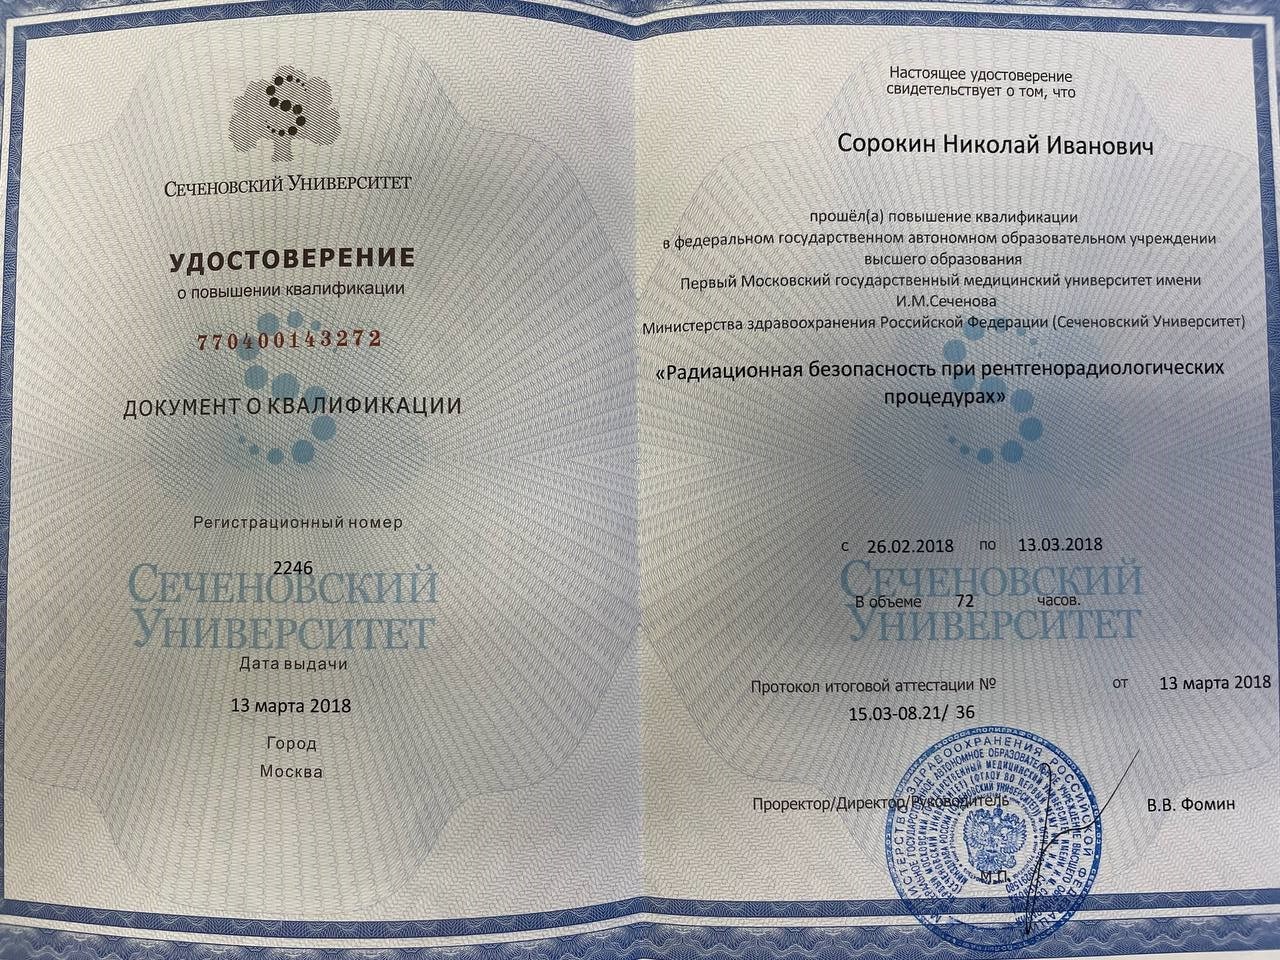 Сеченовский Университет
УДОСТОВЕРЕНИЕ
о повышении квалификации
770400143272
ДОКУМЕНТ О КВАЛИФИКАЦИИ
Регистрационный номер
2246
Сеченовский
Университет
Дата выдачи
13 марта 2018
Город
Москва
Настоящее удостоверение
свидетельствует о том, что
Сорокин Николай Иванович
прошёл(а) повышение квалификации
в федеральном государственном автономном образовательном учреждении
высшего образования
Первый Московский государственный медицинский университет имени
И.М.Сеченова
Министерства здравоохранения Российской Федерации (Сеченовский Университет)
«Радиационная безопасность при рентгенорадиологических
процедурах»
с 26.02.2018 по 13.03.2018
Сеченовский
В объеме 72 часов.
Университет
Протокол итоговой аттестации № от 13 марта 2018
15.03-08.21/ 36
Проректор/Директор/Руководитель В.В. Фомин
М.П.